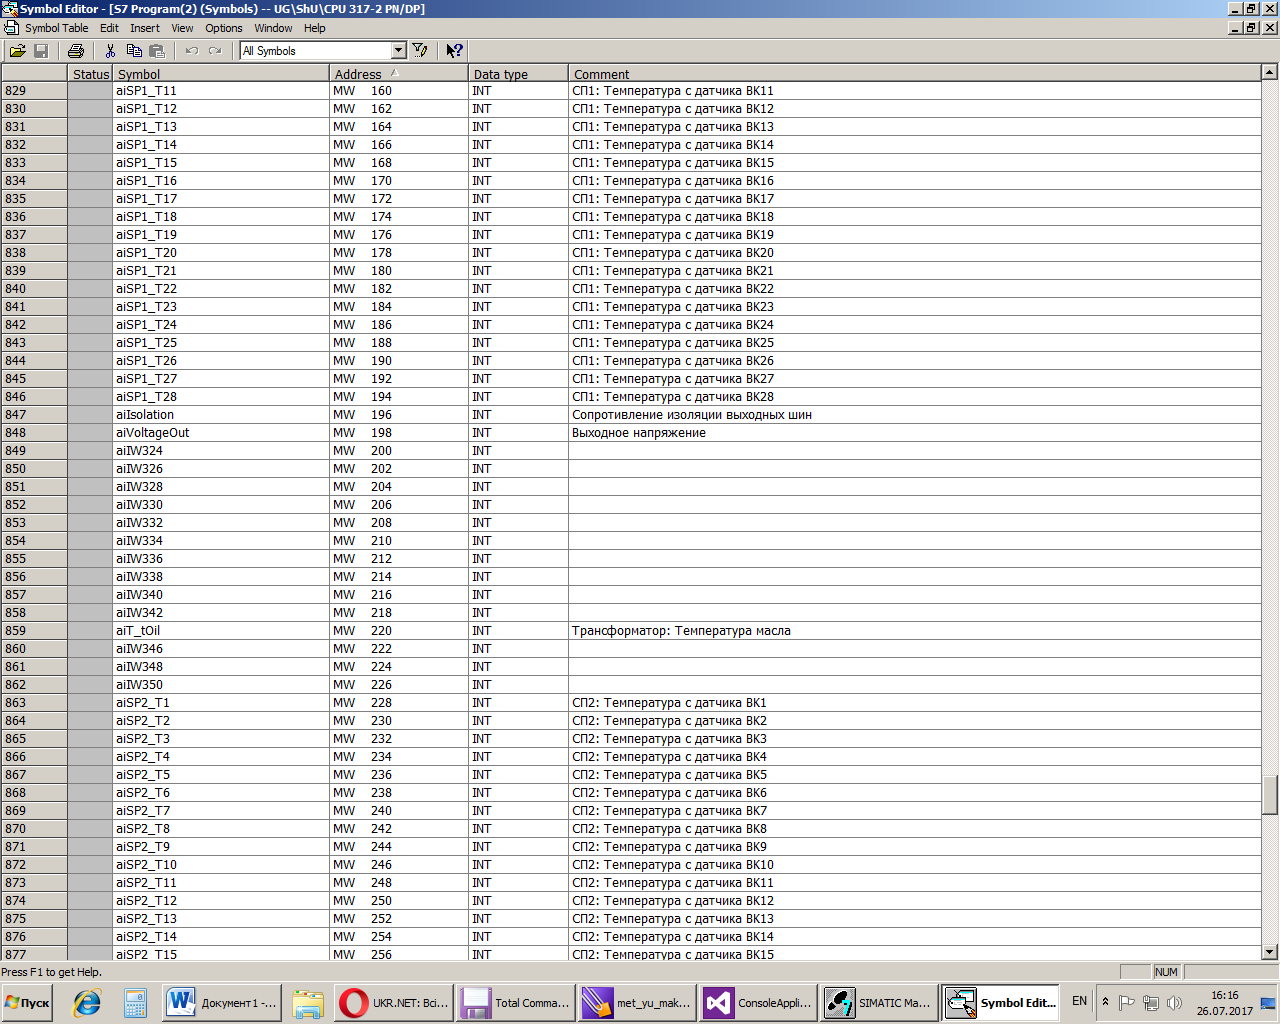 Symbol Editor - [S7 Program(2) (Symbols) -- UG\ShU\CPU 317-2 PN/DP]
Symbol Table Edit Insert View Options Window Help
All Symbols
Status Symbol Address Data type Comment
829 aiSP1_T11 MW 160 INT СП1: Температура с датчика ВК11
830 aiSP1_T12 MW 162 INT СП1: Температура с датчика ВК12
831 aiSP1_T13 MW 164 INT СП1: Температура с датчика ВК13
832 aiSP1_T14 MW 166 INT СП1: Температура с датчика ВК14
833 aiSP1_T15 MW 168 INT СП1: Температура с датчика ВК15
834 aiSP1_T16 MW 170 INT СП1: Температура с датчика ВК16
835 aiSP1_T17 MW 172 INT СП1: Температура с датчика ВК17
836 aiSP1_T18 MW 174 INT СП1: Температура с датчика ВК18
837 aiSP1_T19 MW 176 INT СП1: Температура с датчика ВК19
838 aiSP1_T20 MW 178 INT СП1: Температура с датчика ВК20
839 aiSP1_T21 MW 180 INT СП1: Температура с датчика ВК21
840 aiSP1_T22 MW 182 INT СП1: Температура с датчика ВК22
841 aiSP1_T23 MW 184 INT СП1: Температура с датчика ВК23
842 aiSP1_T24 MW 186 INT СП1: Температура с датчика ВК24
843 aiSP1_T25 MW 188 INT СП1: Температура с датчика ВК25
844 aiSP1_T26 MW 190 INT СП1: Температура с датчика ВК26
845 aiSP1_T27 MW 192 INT СП1: Температура с датчика ВК27
846 aiSP1_T28 MW 194 INT СП1: Температура с датчика ВК28
847 aiIsolation MW 196 INT Сопротивление изоляции выходных шин
848 aiVoltageOut MW 198 INT Выходное напряжение
849 aiIW324 MW 200 INT
850 aiIW326 MW 202 INT
851 aiIW328 MW 204 INT
852 aiIW330 MW 206 INT
853 aiIW332 MW 208 INT
854 aiIW334 MW 210 INT
855 aiIW336 MW 212 INT
856 aiIW338 MW 214 INT
857 aiIW340 MW 216 INT
858 aiIW342 MW 218 INT
859 aiT_tOil MW 220 INT Трансформатор: Температура масла
860 aiIW346 MW 222 INT
861 aiIW348 MW 224 INT
862 aiIW350 MW 226 INT
863 aiSP2_T1 MW 228 INT СП2: Температура с датчика ВК1
864 aiSP2_T2 MW 230 INT СП2: Температура с датчика ВК2
865 aiSP2_T3 MW 232 INT СП2: Температура с датчика ВК3
866 aiSP2_T4 MW 234 INT СП2: Температура с датчика ВК4
867 aiSP2_T5 MW 236 INT СП2: Температура с датчика ВК5
868 aiSP2_T6 MW 238 INT СП2: Температура с датчика ВК6
869 aiSP2_T7 MW 240 INT СП2: Температура с датчика ВК7
870 aiSP2_T8 MW 242 INT СП2: Температура с датчика ВК8
871 aiSP2_T9 MW 244 INT СП2: Температура с датчика ВК9
872 aiSP2_T10 MW 246 INT СП2: Температура с датчика ВК10
873 aiSP2_T11 MW 248 INT СП2: Температура с датчика ВК11
874 aiSP2_T12 MW 250 INT СП2: Температура с датчика ВК12
875 aiSP2_T13 MW 252 INT СП2: Температура с датчика ВК13
876 aiSP2_T14 MW 254 INT СП2: Температура с датчика ВК14
877 aiSP2_T15 MW 256 INT СП2: Температура с датчика ВК15
Press F1 to get Help. NUM
Пуск Документ1 -... UKR.NET: Всі... Total Comma... met_yu_mak... ConsoleAppli... SIMATIC Ma... Symbol Edit... EN 16:16
26.07.2017